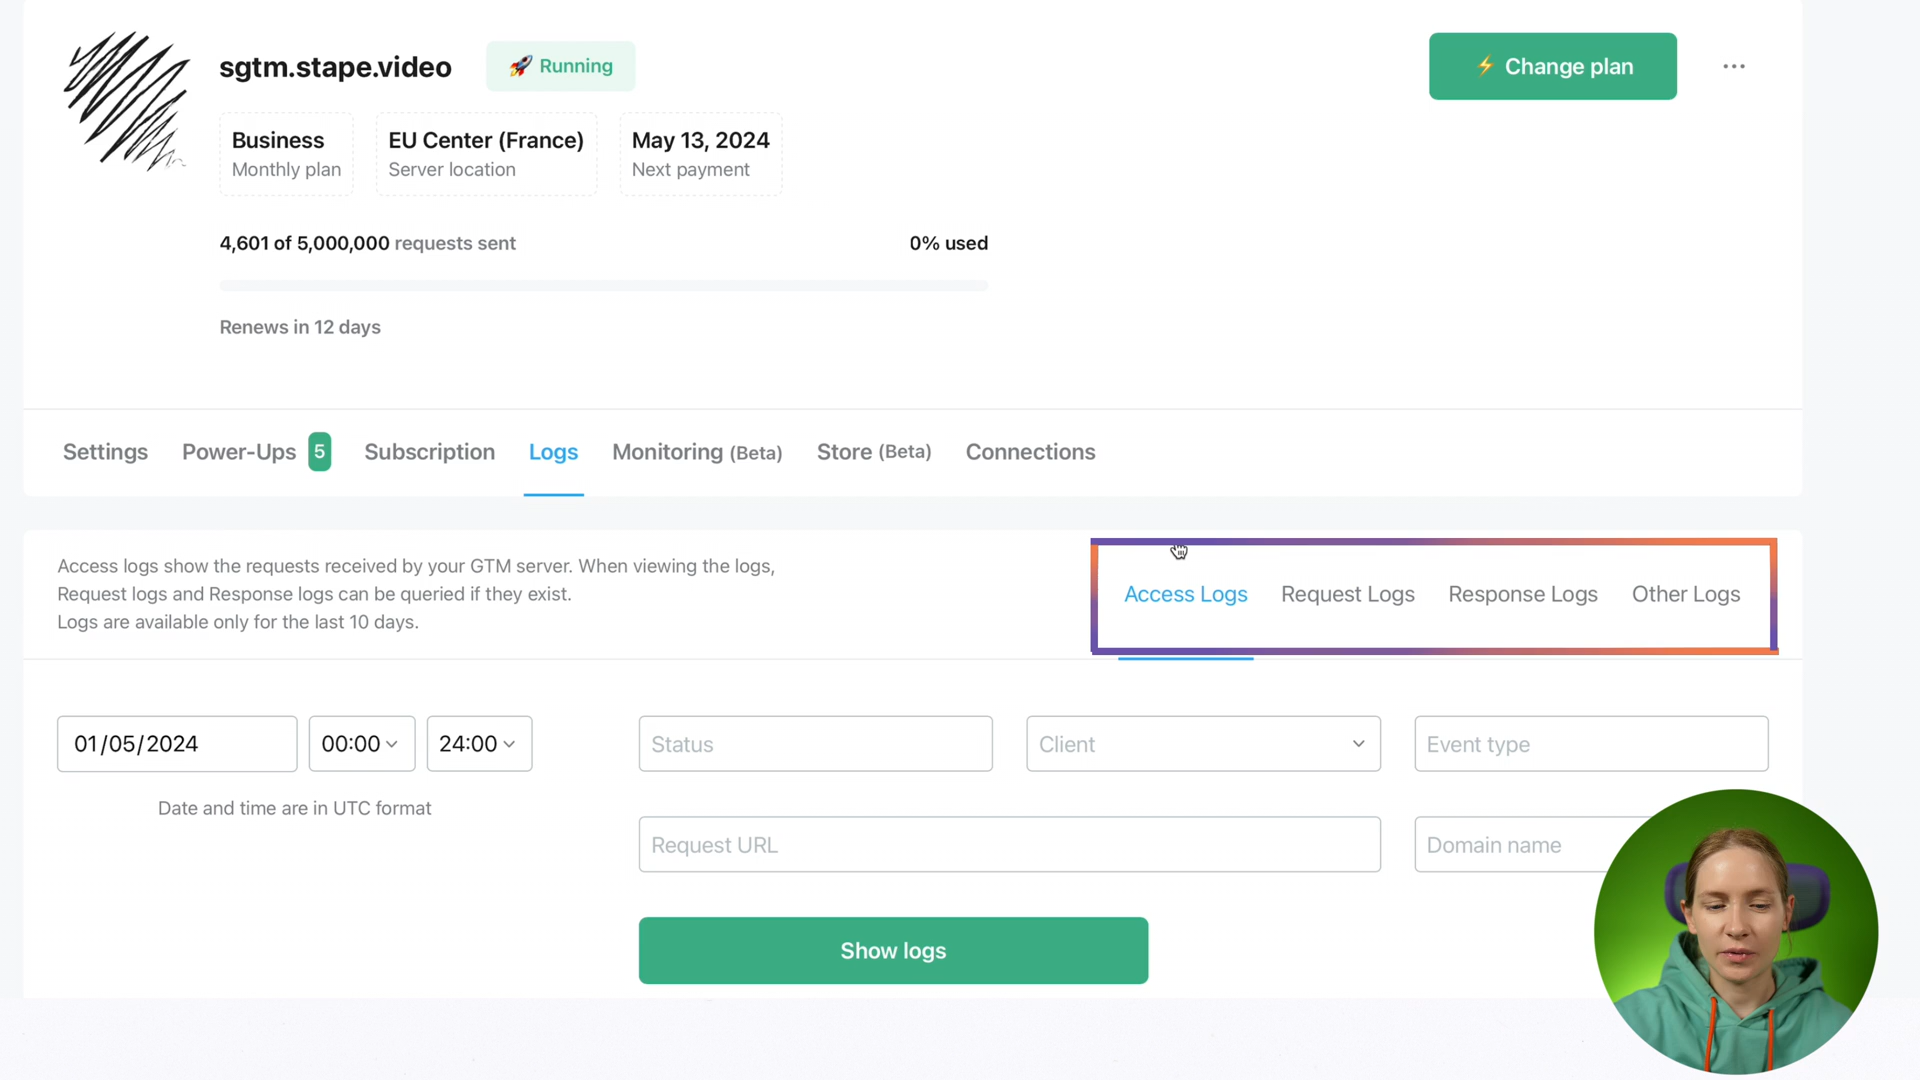 sgtm.stape.video
Running
Change plan
Business
Monthly plan
EU Center (France)
Server location
May 13, 2024
Next payment
4,601 of 5,000,000 requests sent
0% used
Renews in 12 days
Settings
Power-Ups 5
Subscription
Logs
Monitoring (Beta)
Store (Beta)
Connections
Access logs show the requests received by your GTM server. When viewing the logs,
Request logs and Response logs can be queried if they exist.
Logs are available only for the last 10 days.
Access Logs
Request Logs
Response Logs
Other Logs
01/05/2024
00:00
24:00
Status
Client
Event type
Date and time are in UTC format
Request URL
Domain name
Show logs